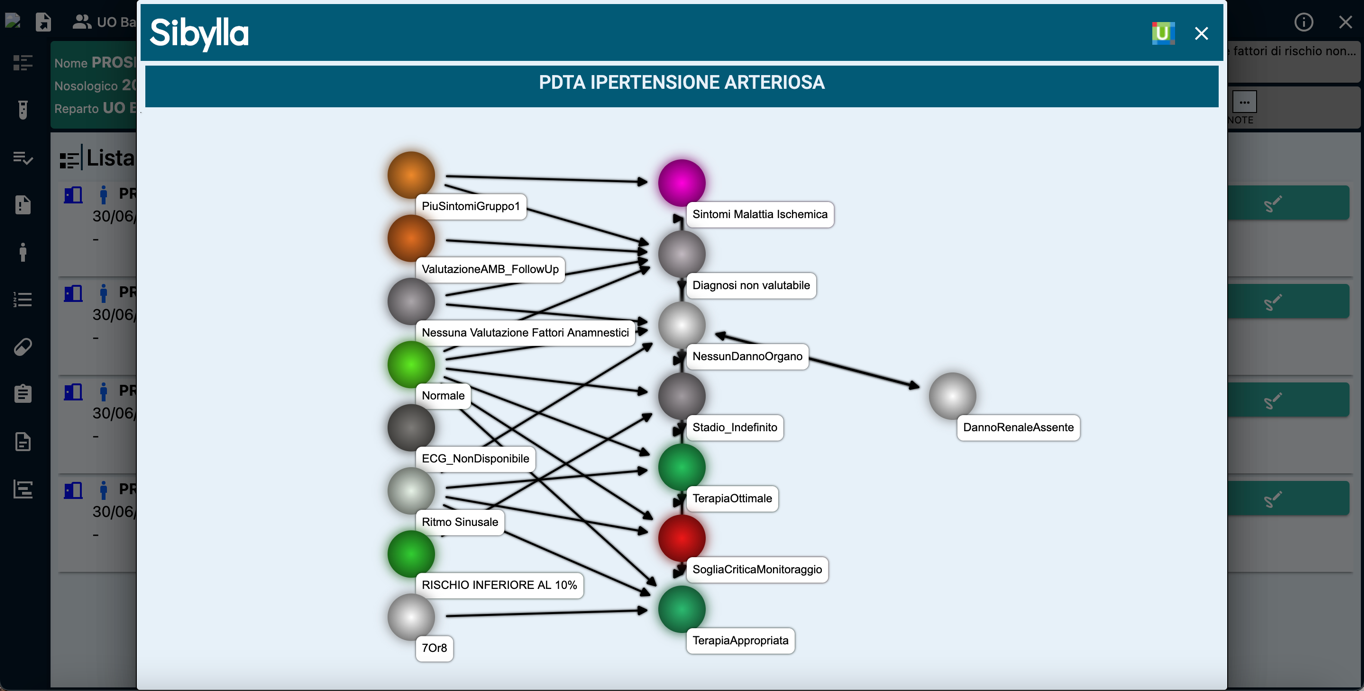 UO Ba
Sibylla
U
Nome PROS
Nosologico 20
Reparto UO
e fattori di rischio non...
NOTE
PDTA IPERTENSIONE ARTERIOSA
Lista
PR
30/06/
-
PR
30/06/
-
PR
30/06/
-
PR
30/06/
-
PiuSintomiGruppo1
Sintomi Malattia Ischemica
ValutazioneAMB_FollowUp
Diagnosi non valutabile
Nessuna Valutazione Fattori Anamnestici
NessunDannoOrgano
Normale
Stadio_Indefinito
DannoRenaleAssente
ECG_NonDisponibile
TerapiaOttimale
Ritmo Sinusale
SogliaCriticaMonitoraggio
RISCHIO INFERIORE AL 10%
TerapiaAppropriata
7Or8